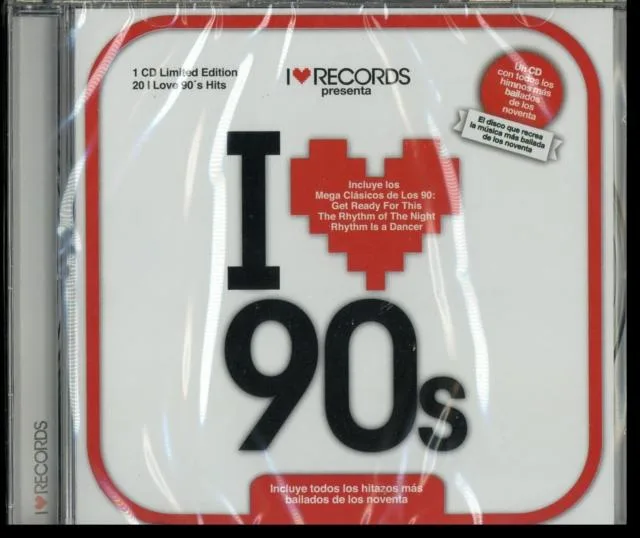 1 CD Limited Edition
20 I Love 90´s Hits
I♥RECORDS
presenta
Un CD
con todos los
himnos más
bailados
de los
noventa
El disco que recrea
la música más bailada
de los noventa
I
Incluye los
Mega Clásicos de Los 90:
Get Ready For This
The Rhythm of The Night
Rhythm Is a Dancer
90s
Incluye todos los hitazos más
bailados de los noventa
I♥RECORDS